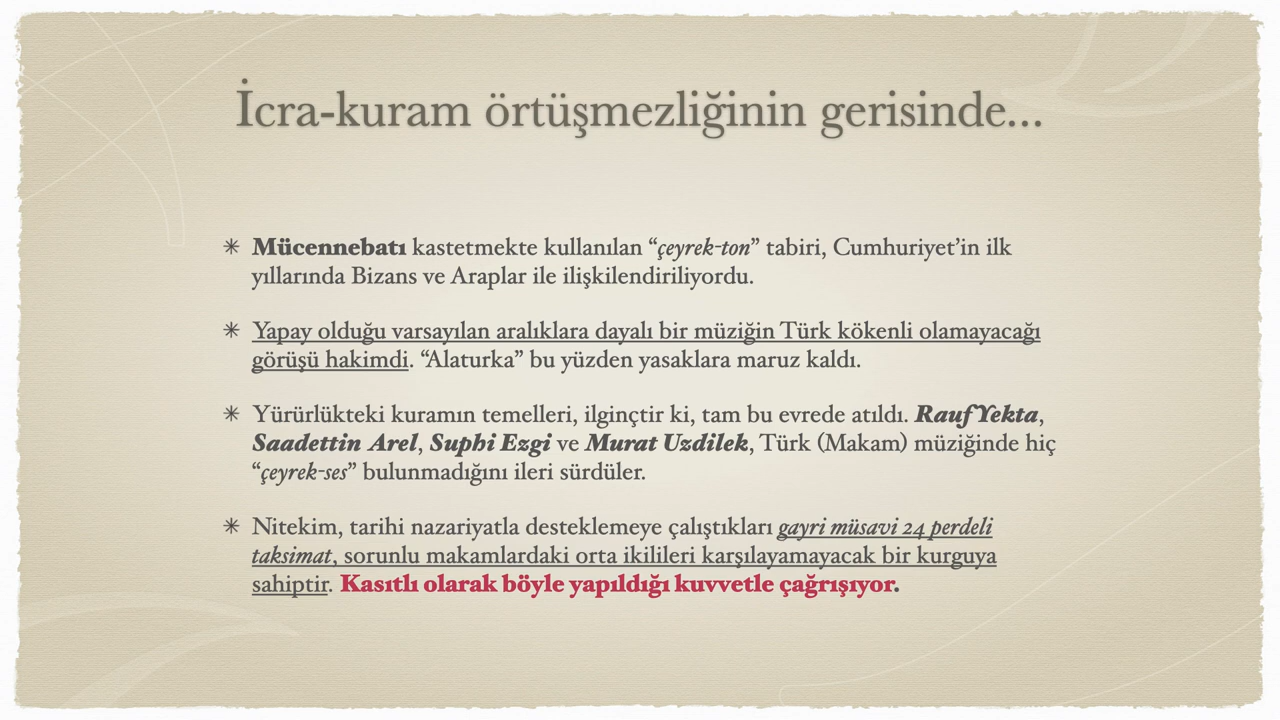 İcra-kuram örtüşmezliğinin gerisinde...
✴ Mücennebatı kastetmekte kullanılan “çeyrek-ton” tabiri, Cumhuriyet’in ilk
yıllarında Bizans ve Araplar ile ilişkilendiriliyordu.
✴ Yapay olduğu varsayılan aralıklara dayalı bir müziğin Türk kökenli olamayacağı
görüşü hakimdi. “Alaturka” bu yüzden yasaklara maruz kaldı.
✴ Yürürlükteki kuramın temelleri, ilginçtir ki, tam bu evrede atıldı. Rauf Yekta,
Saadettin Arel, Suphi Ezgi ve Murat Uzdilek, Türk (Makam) müziğinde hiç
“çeyrek-ses” bulunmadığını ileri sürdüler.
✴ Nitekim, tarihi nazariyatla desteklemeye çalıştıkları gayri müsavi 24 perdeli
taksimat, sorunlu makamlardaki orta ikilileri karşılayamayacak bir kurguya
sahiptir. Kasıtlı olarak böyle yapıldığı kuvvetle çağrışıyor.